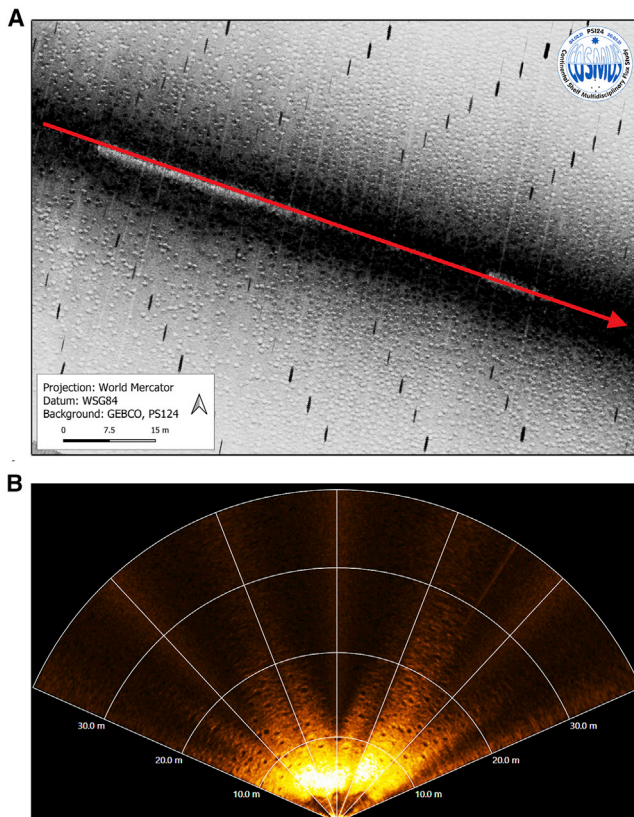 A
PS124
COSMUS
Continental Shelf Multidisciplinary Flux Study
Projection: World Mercator
Datum: WSG84
Background: GEBCO, PS124
0 7.5 15 m
B
30.0 m 30.0 m
20.0 m 20.0 m
10.0 m 10.0 m